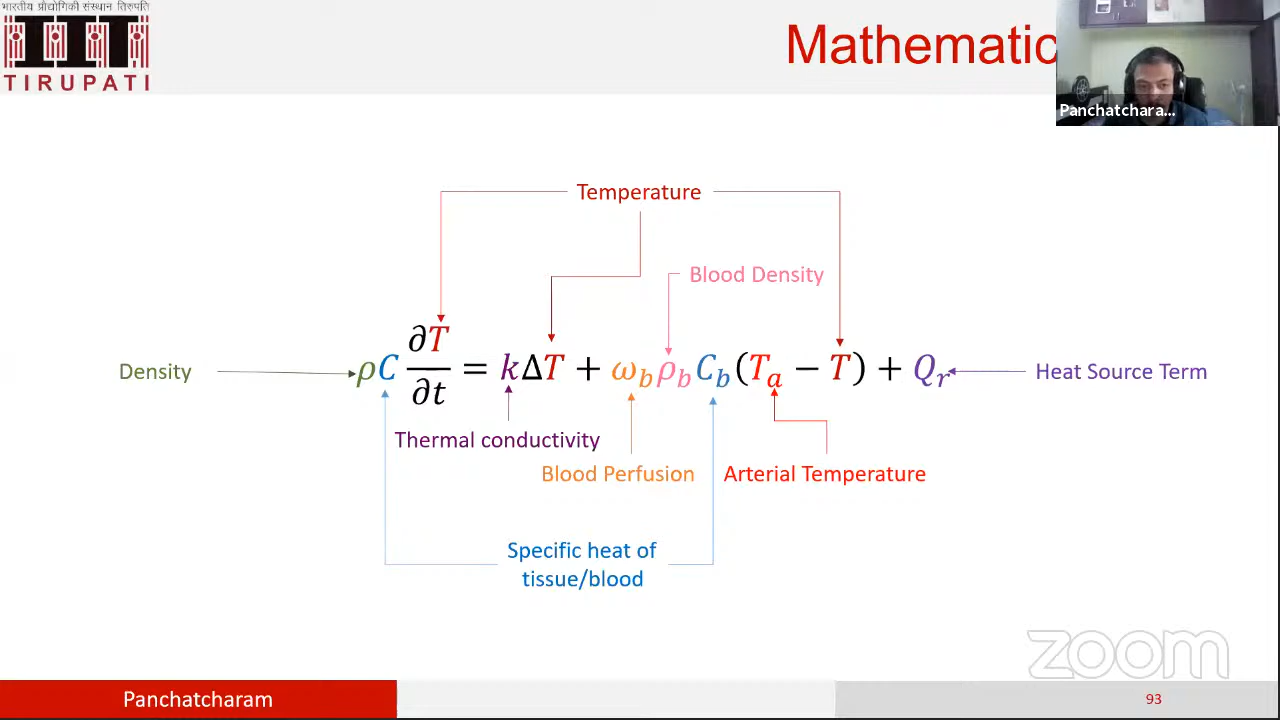 भारतीय प्रौद्योगिकी संस्थान तिरुपति
TIRUPATI
Mathematic
Panchatchara...
Temperature
Blood Density
Density
ρC ∂T/∂t = kΔT + ω_b ρ_b C_b (T_a − T) + Q_r
Heat Source Term
Thermal conductivity
Blood Perfusion
Arterial Temperature
Specific heat of
tissue/blood
zoom
Panchatcharam
93